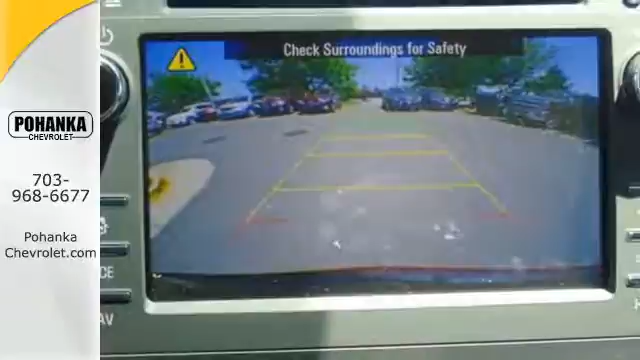 Check Surroundings for Safety
POHANKA
CHEVROLET
703-
968-6677
Pohanka
Chevrolet.com